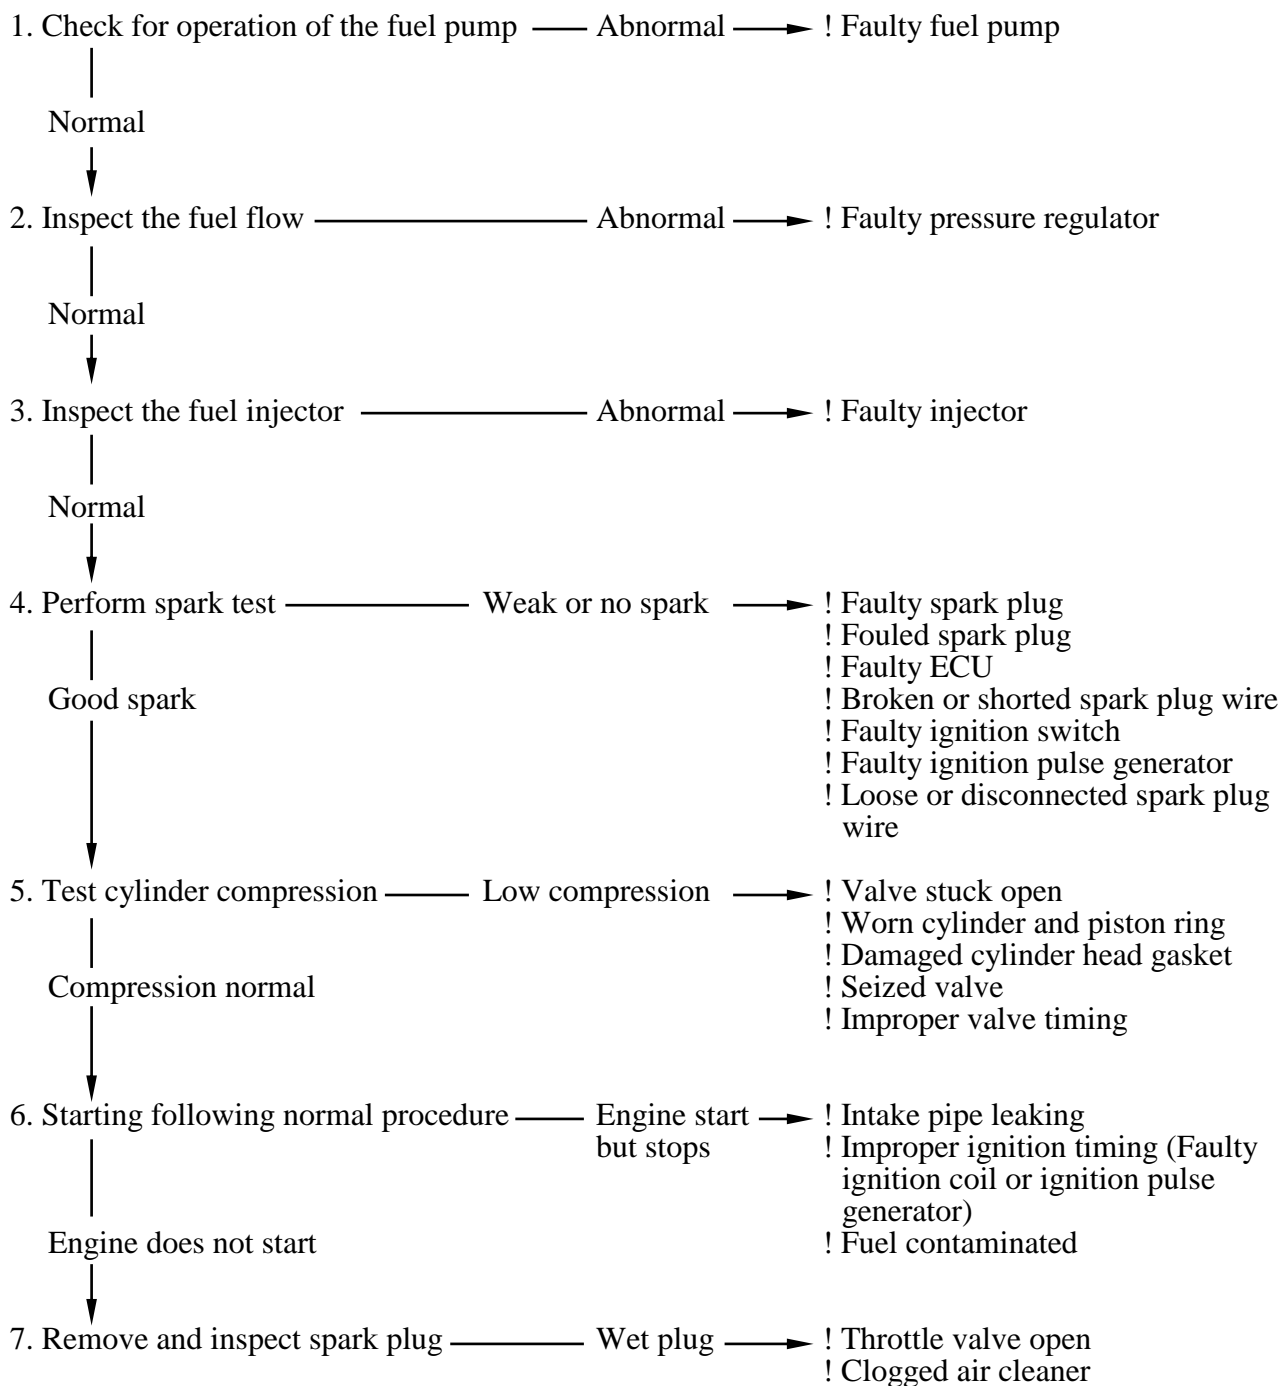 1. Check for operation of the fuel pump Abnormal ! Faulty fuel pump
Normal
2. Inspect the fuel flow Abnormal ! Faulty pressure regulator
Normal
3. Inspect the fuel injector Abnormal ! Faulty injector
Normal
4. Perform spark test Weak or no spark ! Faulty spark plug
! Fouled spark plug
! Faulty ECU
Good spark ! Broken or shorted spark plug wire
! Faulty ignition switch
! Faulty ignition pulse generator
! Loose or disconnected spark plug
wire
5. Test cylinder compression Low compression ! Valve stuck open
! Worn cylinder and piston ring
! Damaged cylinder head gasket
Compression normal ! Seized valve
! Improper valve timing
6. Starting following normal procedure Engine start ! Intake pipe leaking
but stops ! Improper ignition timing (Faulty
ignition coil or ignition pulse
generator)
Engine does not start ! Fuel contaminated
7. Remove and inspect spark plug Wet plug ! Throttle valve open
! Clogged air cleaner